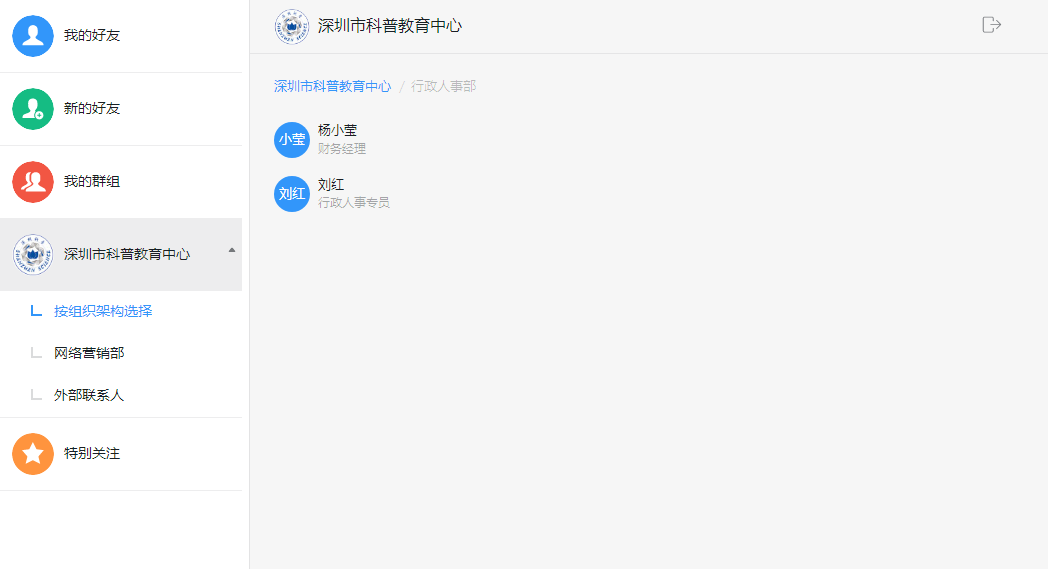 我的好友
新的好友
我的群组
深圳市科普教育中心
按组织架构选择
网络营销部
外部联系人
特别关注
深圳市科普教育中心
深圳市科普教育中心 / 行政人事部
小莹
杨小莹
财务经理
刘红
刘红
行政人事专员